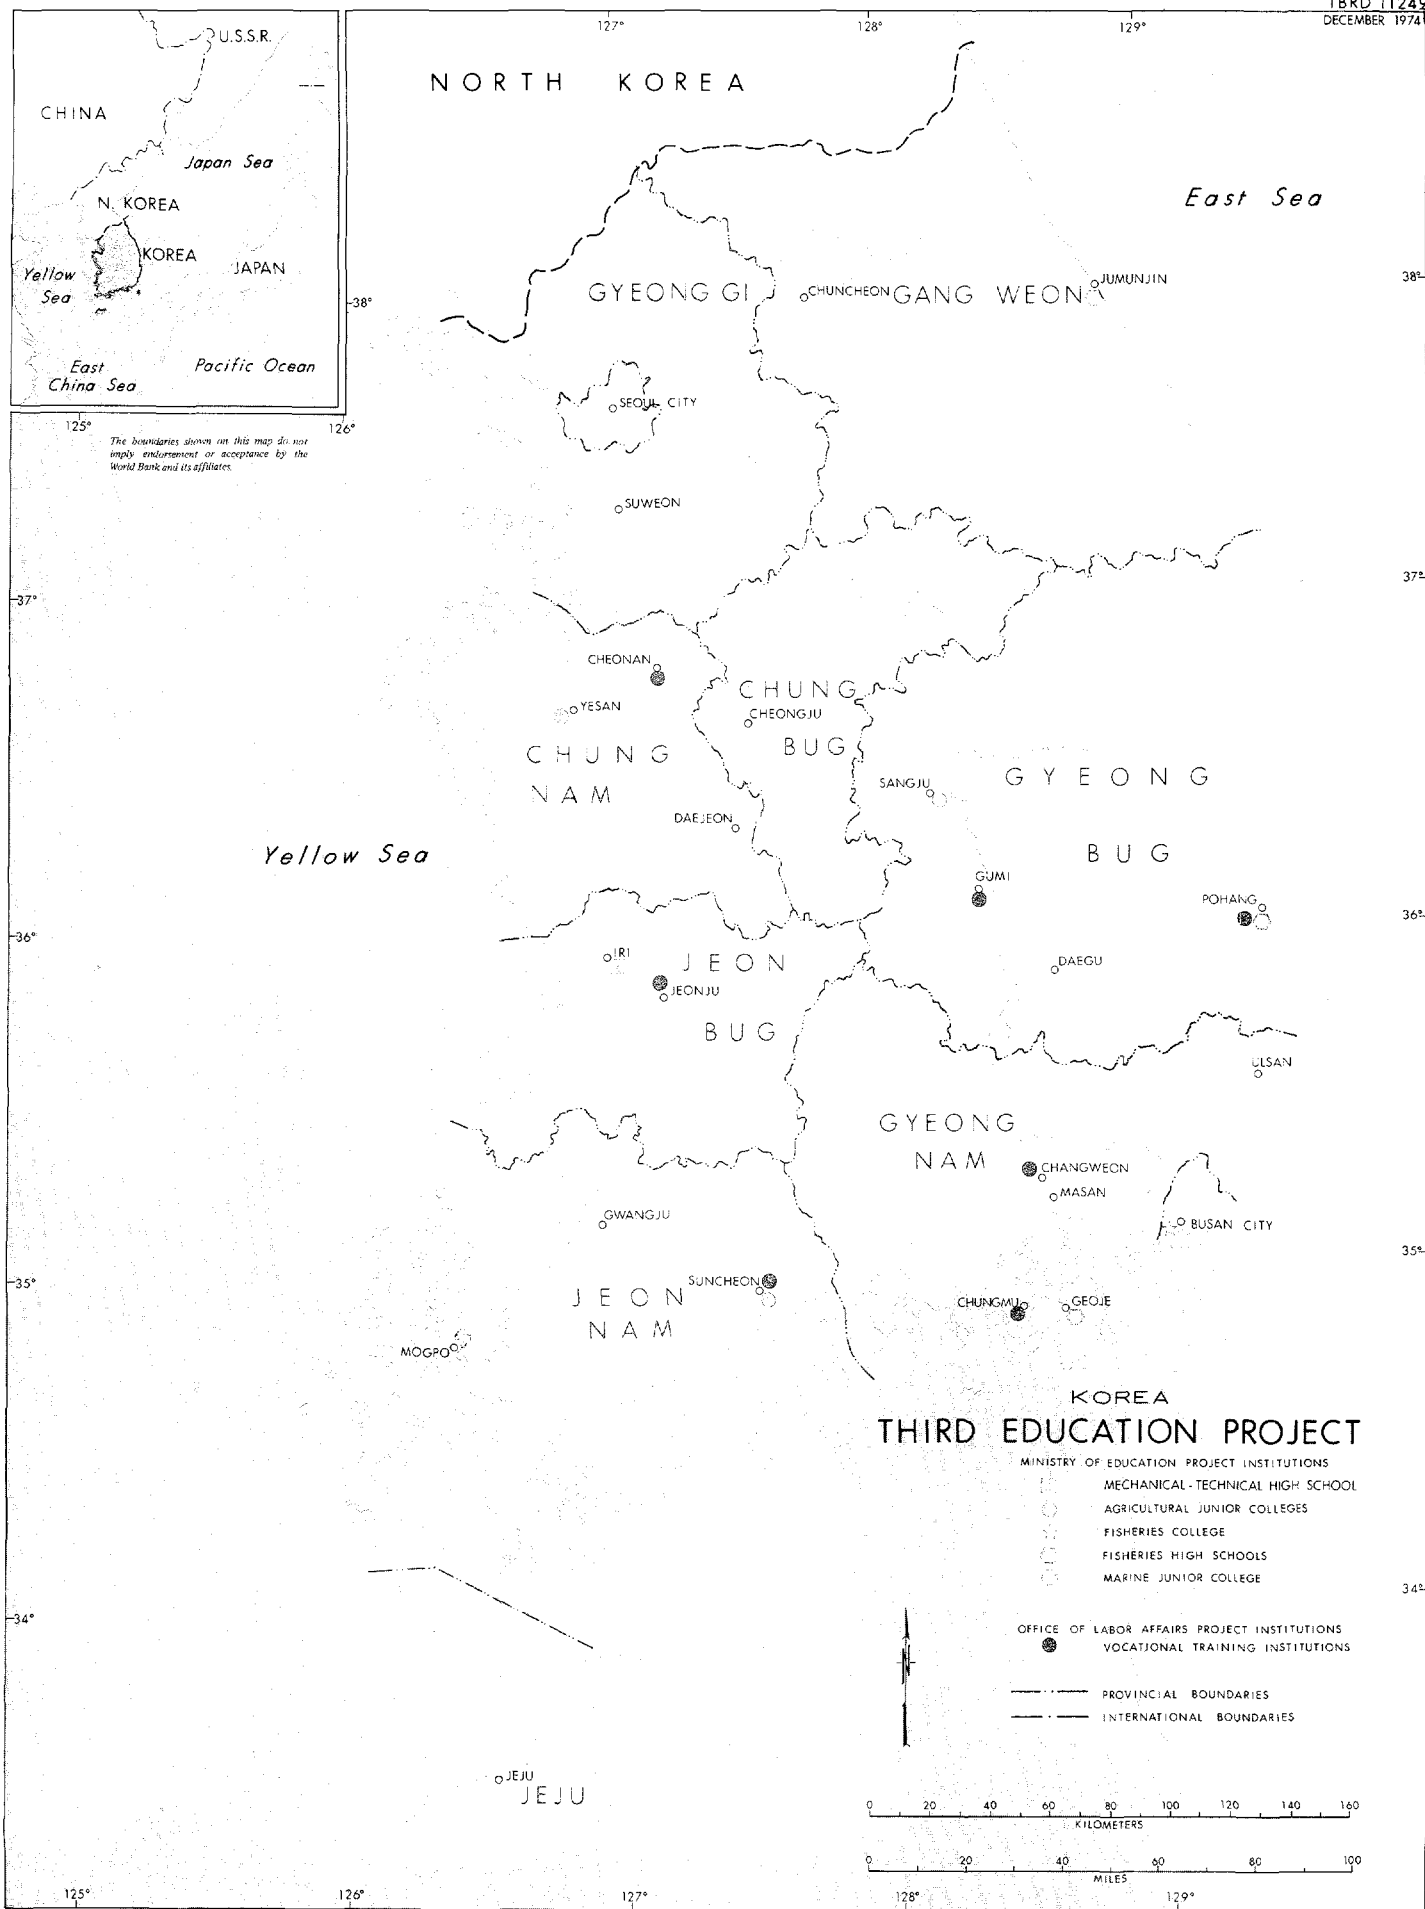 IBRD 11249
DECEMBER 1974
127°
128°
129°
U.S.S.R.
CHINA
Japan Sea
N. KOREA
KOREA
JAPAN
Yellow
Sea
East
China Sea
Pacific Ocean
125°
126°
The boundaries shown on this map do not
imply endorsement or acceptance by the
World Bank and its affiliates.
NORTH KOREA
East Sea
38°
38°
GYEONG GI
CHUNCHEON
GANG WEON
JUMUNJIN
SEOUL CITY
SUWEON
37°
37°
CHEONAN
YESAN
CHUNG
NAM
CHUNG
CHEONGJU
BUG
SANGJU
GYEONG
BUG
DAEJEON
Yellow Sea
GUMI
POHANG
36°
36°
IRI
JEON
JEONJU
BUG
DAEGU
ULSAN
GYEONG
NAM
CHANGWEON
MASAN
BUSAN CITY
GWANGJU
35°
35°
SUNCHEON
JEON
NAM
CHUNGMU
GEOJE
MOGPO
KOREA
THIRD EDUCATION PROJECT
MINISTRY OF EDUCATION PROJECT INSTITUTIONS
MECHANICAL-TECHNICAL HIGH SCHOOL
AGRICULTURAL JUNIOR COLLEGES
FISHERIES COLLEGE
FISHERIES HIGH SCHOOLS
MARINE JUNIOR COLLEGE
34°
34°
OFFICE OF LABOR AFFAIRS PROJECT INSTITUTIONS
VOCATIONAL TRAINING INSTITUTIONS
PROVINCIAL BOUNDARIES
INTERNATIONAL BOUNDARIES
JEJU
JEJU
0 20 40 60 80 100 120 140 160
KILOMETERS
0 20 40 60 80 100
MILES
125°
126°
127°
128°
129°